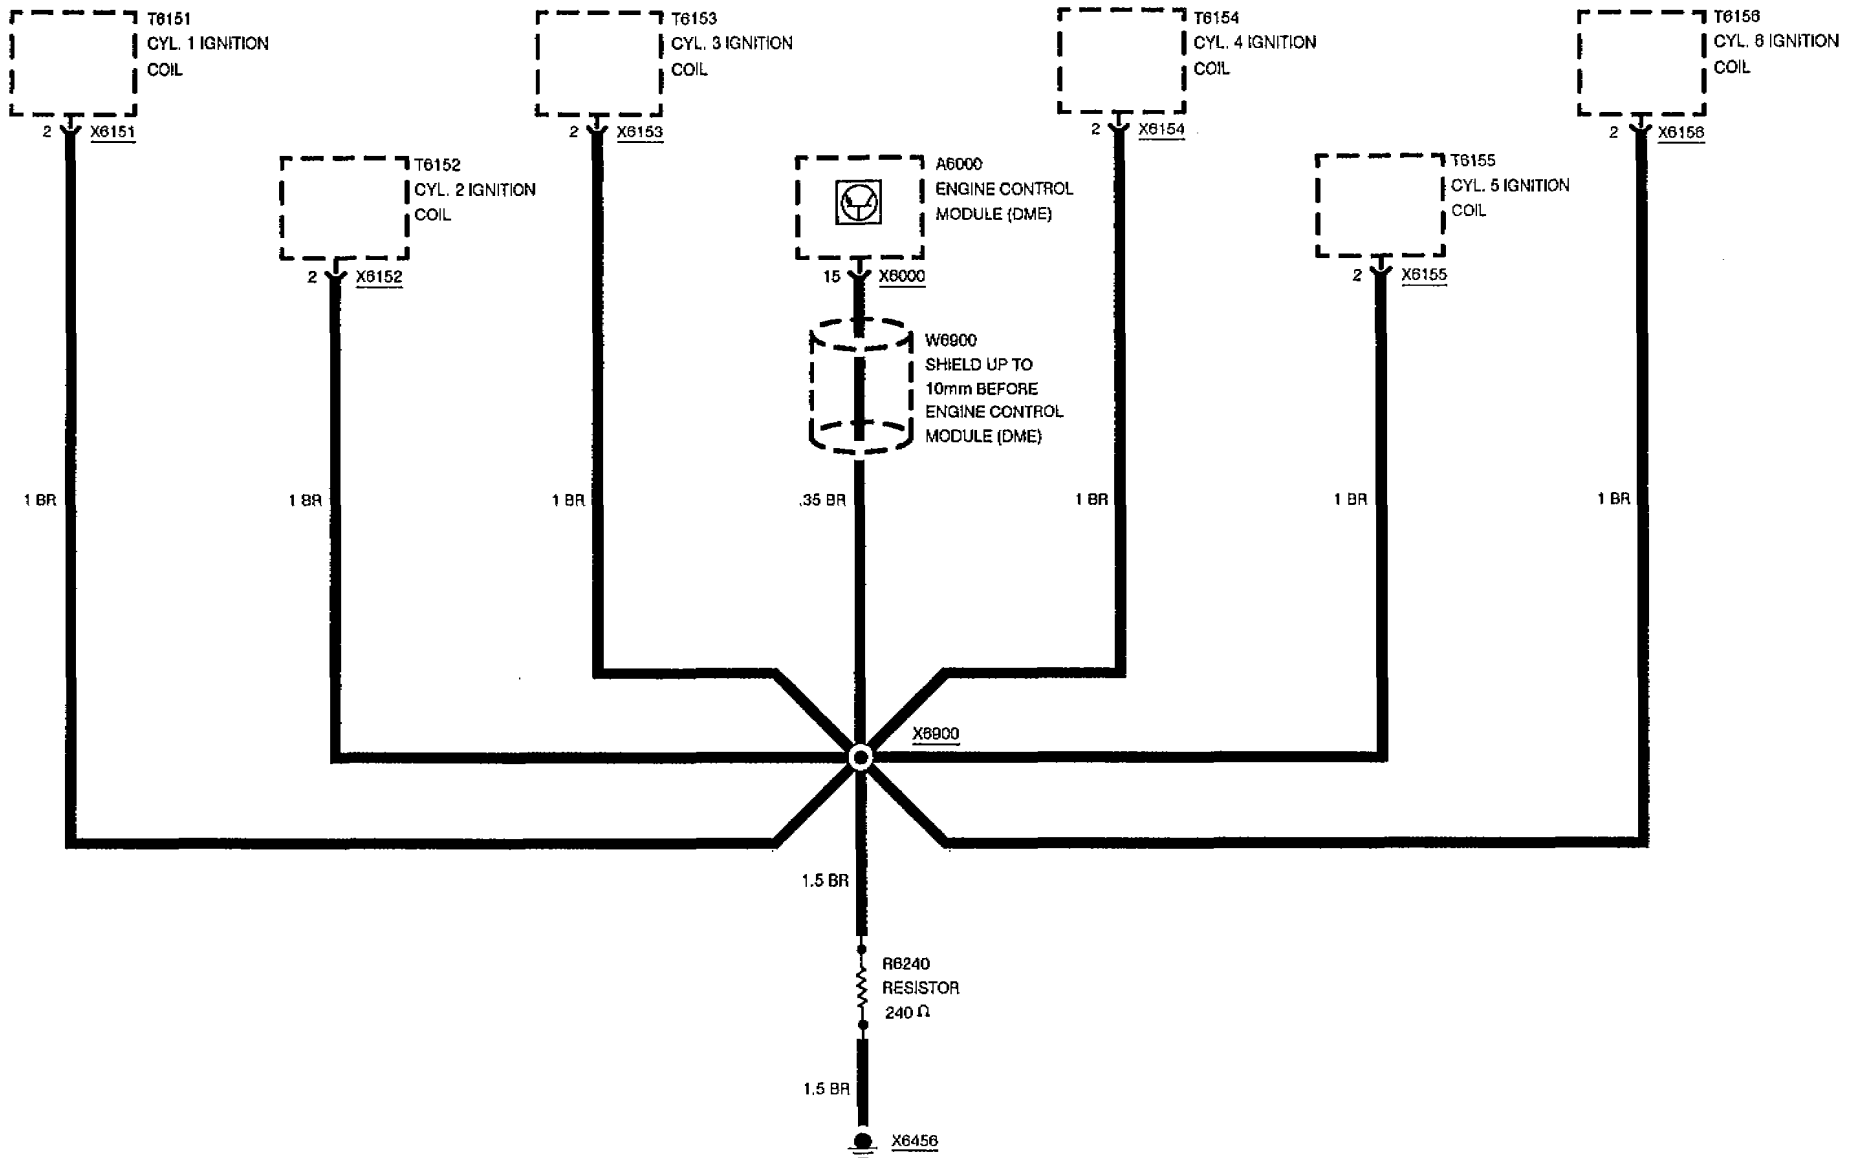 T6151
CYL. 1 IGNITION
COIL
2
X6151
T6153
CYL. 3 IGNITION
COIL
2
X6153
T6154
CYL. 4 IGNITION
COIL
2
X6154
T6156
CYL. 6 IGNITION
COIL
2
X6156
T6152
CYL. 2 IGNITION
COIL
2
X6152
A6000
ENGINE CONTROL
MODULE (DME)
15
X6000
T6155
CYL. 5 IGNITION
COIL
2
X6155
W6900
SHIELD UP TO
10mm BEFORE
ENGINE CONTROL
MODULE (DME)
1 BR
1 BR
1 BR
.35 BR
1 BR
1 BR
1 BR
X6900
1.5 BR
R6240
RESISTOR
240 Ω
1.5 BR
X6456